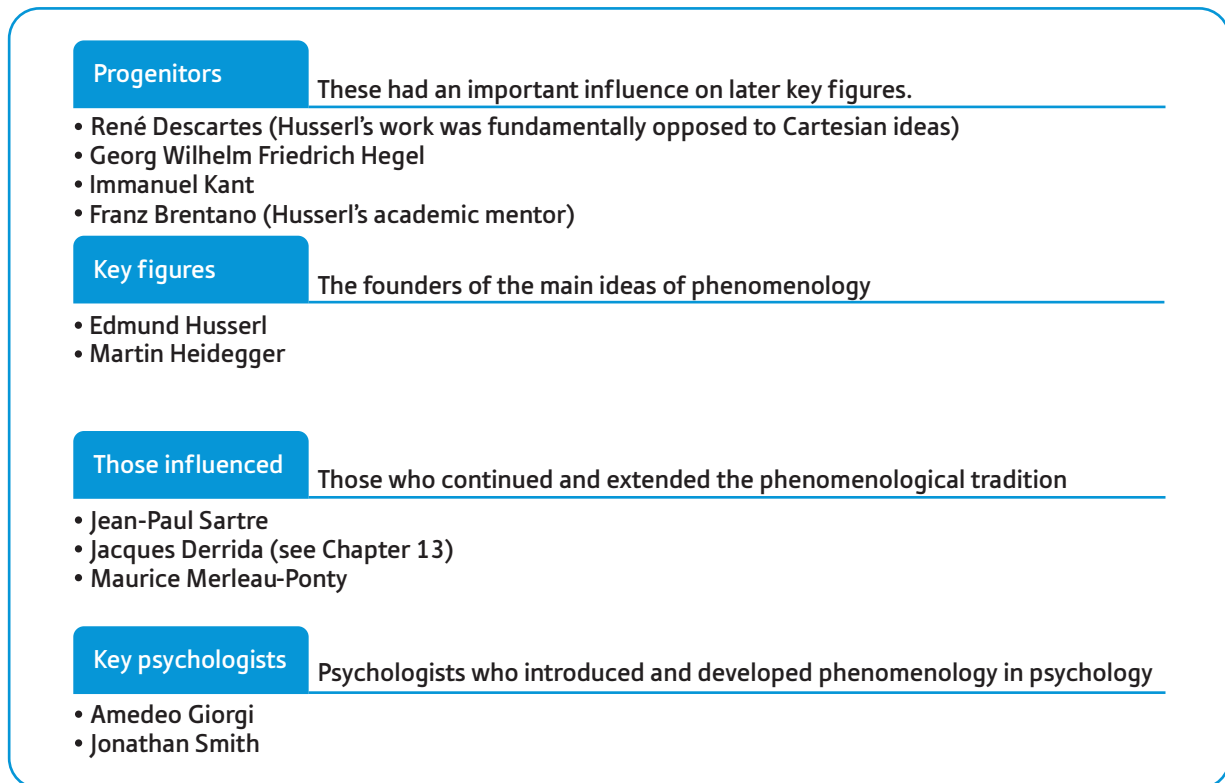 Progenitors
These had an important influence on later key figures.
• René Descartes (Husserl's work was fundamentally opposed to Cartesian ideas)
• Georg Wilhelm Friedrich Hegel
• Immanuel Kant
• Franz Brentano (Husserl's academic mentor)
Key figures
The founders of the main ideas of phenomenology
• Edmund Husserl
• Martin Heidegger
Those influenced
Those who continued and extended the phenomenological tradition
• Jean-Paul Sartre
• Jacques Derrida (see Chapter 13)
• Maurice Merleau-Ponty
Key psychologists
Psychologists who introduced and developed phenomenology in psychology
• Amedeo Giorgi
• Jonathan Smith